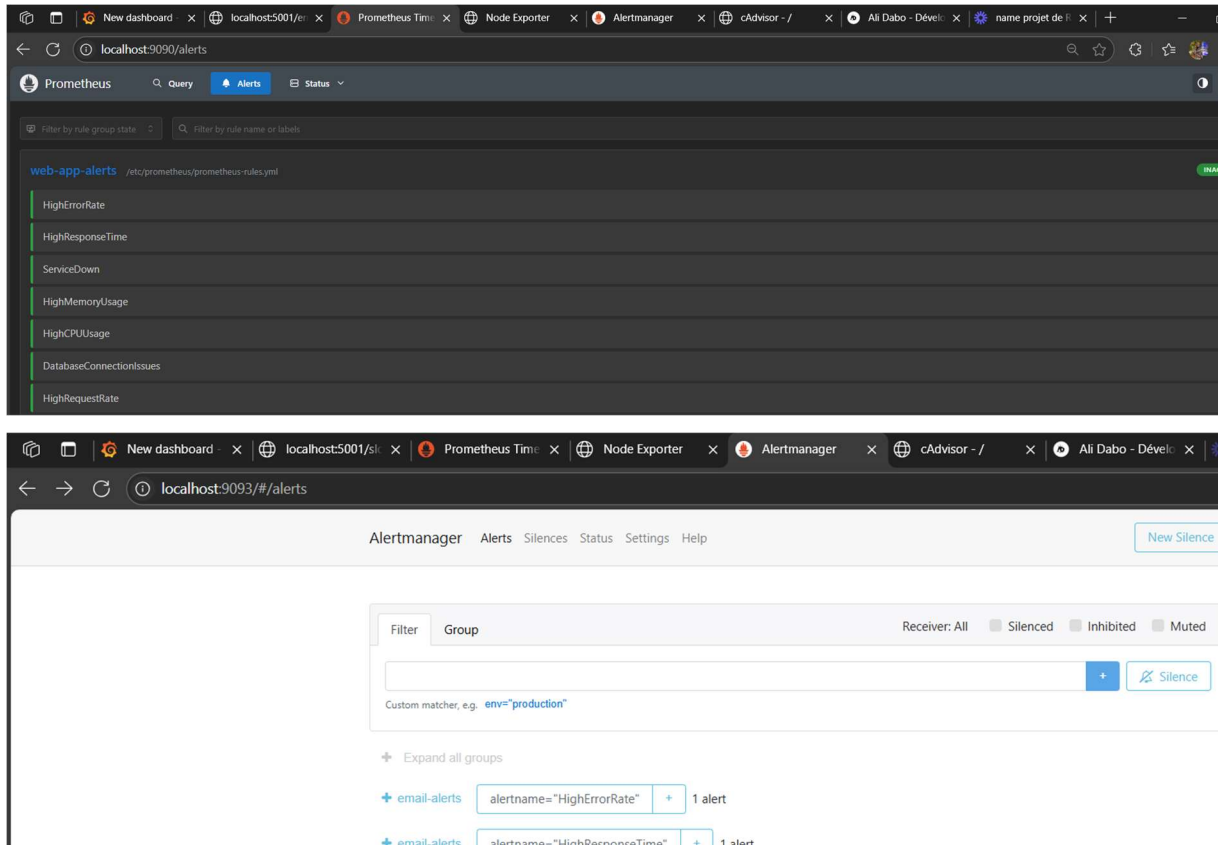 New dashboard - localhost:5001/er Prometheus Time Node Exporter Alertmanager cAdvisor - / Ali Dabo - Dévelo name projet de R
localhost:9090/alerts
Prometheus Query Alerts Status
Filter by rule group state Filter by rule name or labels
web-app-alerts /etc/prometheus/prometheus-rules.yml INA
HighErrorRate
HighResponseTime
ServiceDown
HighMemoryUsage
HighCPUUsage
DatabaseConnectionIssues
HighRequestRate
New dashboard - localhost:5001/slo Prometheus Time Node Exporter Alertmanager cAdvisor - / Ali Dabo - Dévelo
localhost:9093/#/alerts
Alertmanager Alerts Silences Status Settings Help New Silence
Filter Group Receiver: All Silenced Inhibited Muted
+ Silence
Custom matcher, e.g. env="production"
+ Expand all groups
+ email-alerts alertname="HighErrorRate" + 1 alert
+ email-alerts alertname="HighResponseTime" + 1 alert